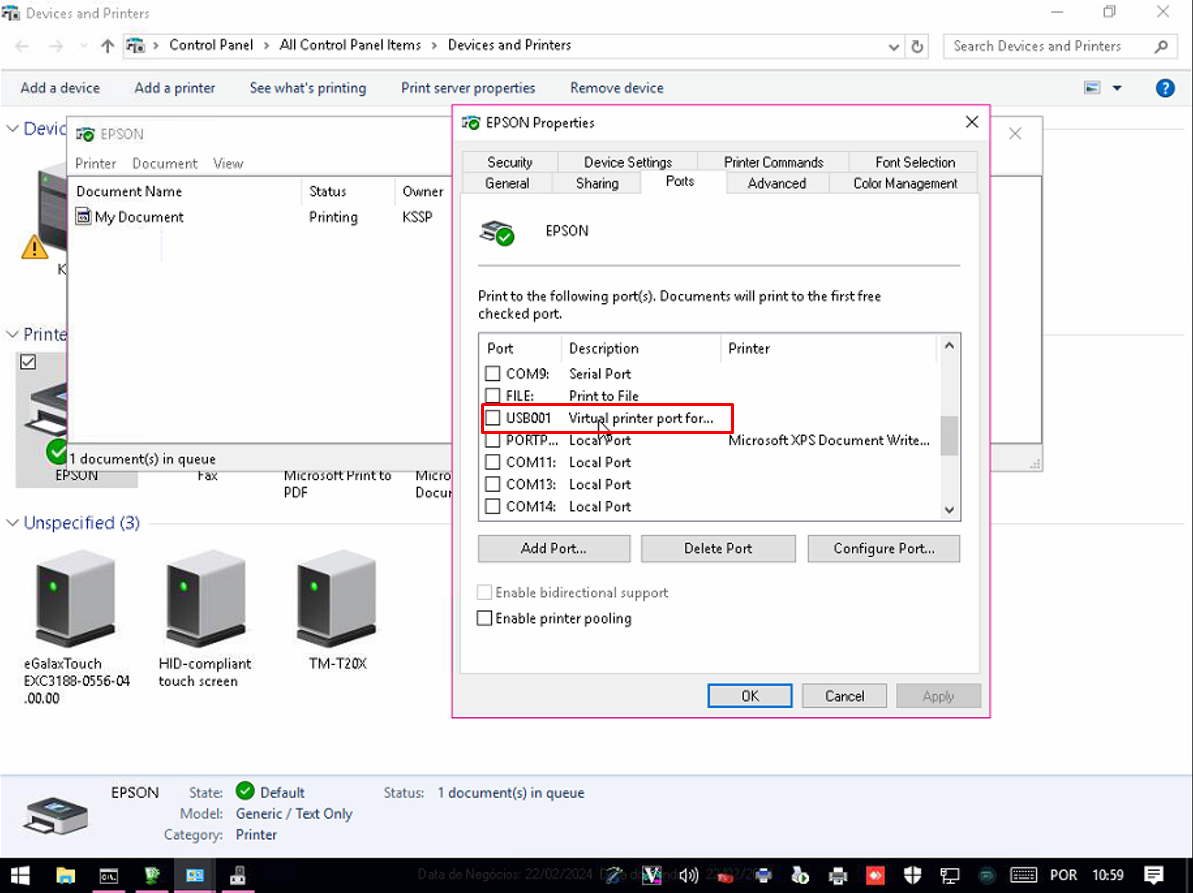 Devices and Printers
Control Panel > All Control Panel Items > Devices and Printers
Search Devices and Printers
Add a device
Add a printer
See what's printing
Print server properties
Remove device
Devic
EPSON
Printer Document View
Document Name Status Owner
My Document Printing KSSP
1 document(s) in queue
K
Printe
EPSON
Fax
Microsoft Print to
PDF
Micro
Docur
Unspecified (3)
eGalaxTouch
EXC3188-0556-04
.00.00
HID-compliant
touch screen
TM-T20X
EPSON Properties
Security Device Settings Printer Commands Font Selection
General Sharing Ports Advanced Color Management
EPSON
Print to the following port(s). Documents will print to the first free
checked port.
Port Description Printer
COM9: Serial Port
FILE: Print to File
USB001 Virtual printer port for...
PORTP... Local Port Microsoft XPS Document Write...
COM11: Local Port
COM13: Local Port
COM14: Local Port
Add Port... Delete Port Configure Port...
Enable bidirectional support
Enable printer pooling
OK Cancel Apply
EPSON State: Default Status: 1 document(s) in queue
Model: Generic / Text Only
Category: Printer
Data de Negócios: 22/02/2024
POR 10:59